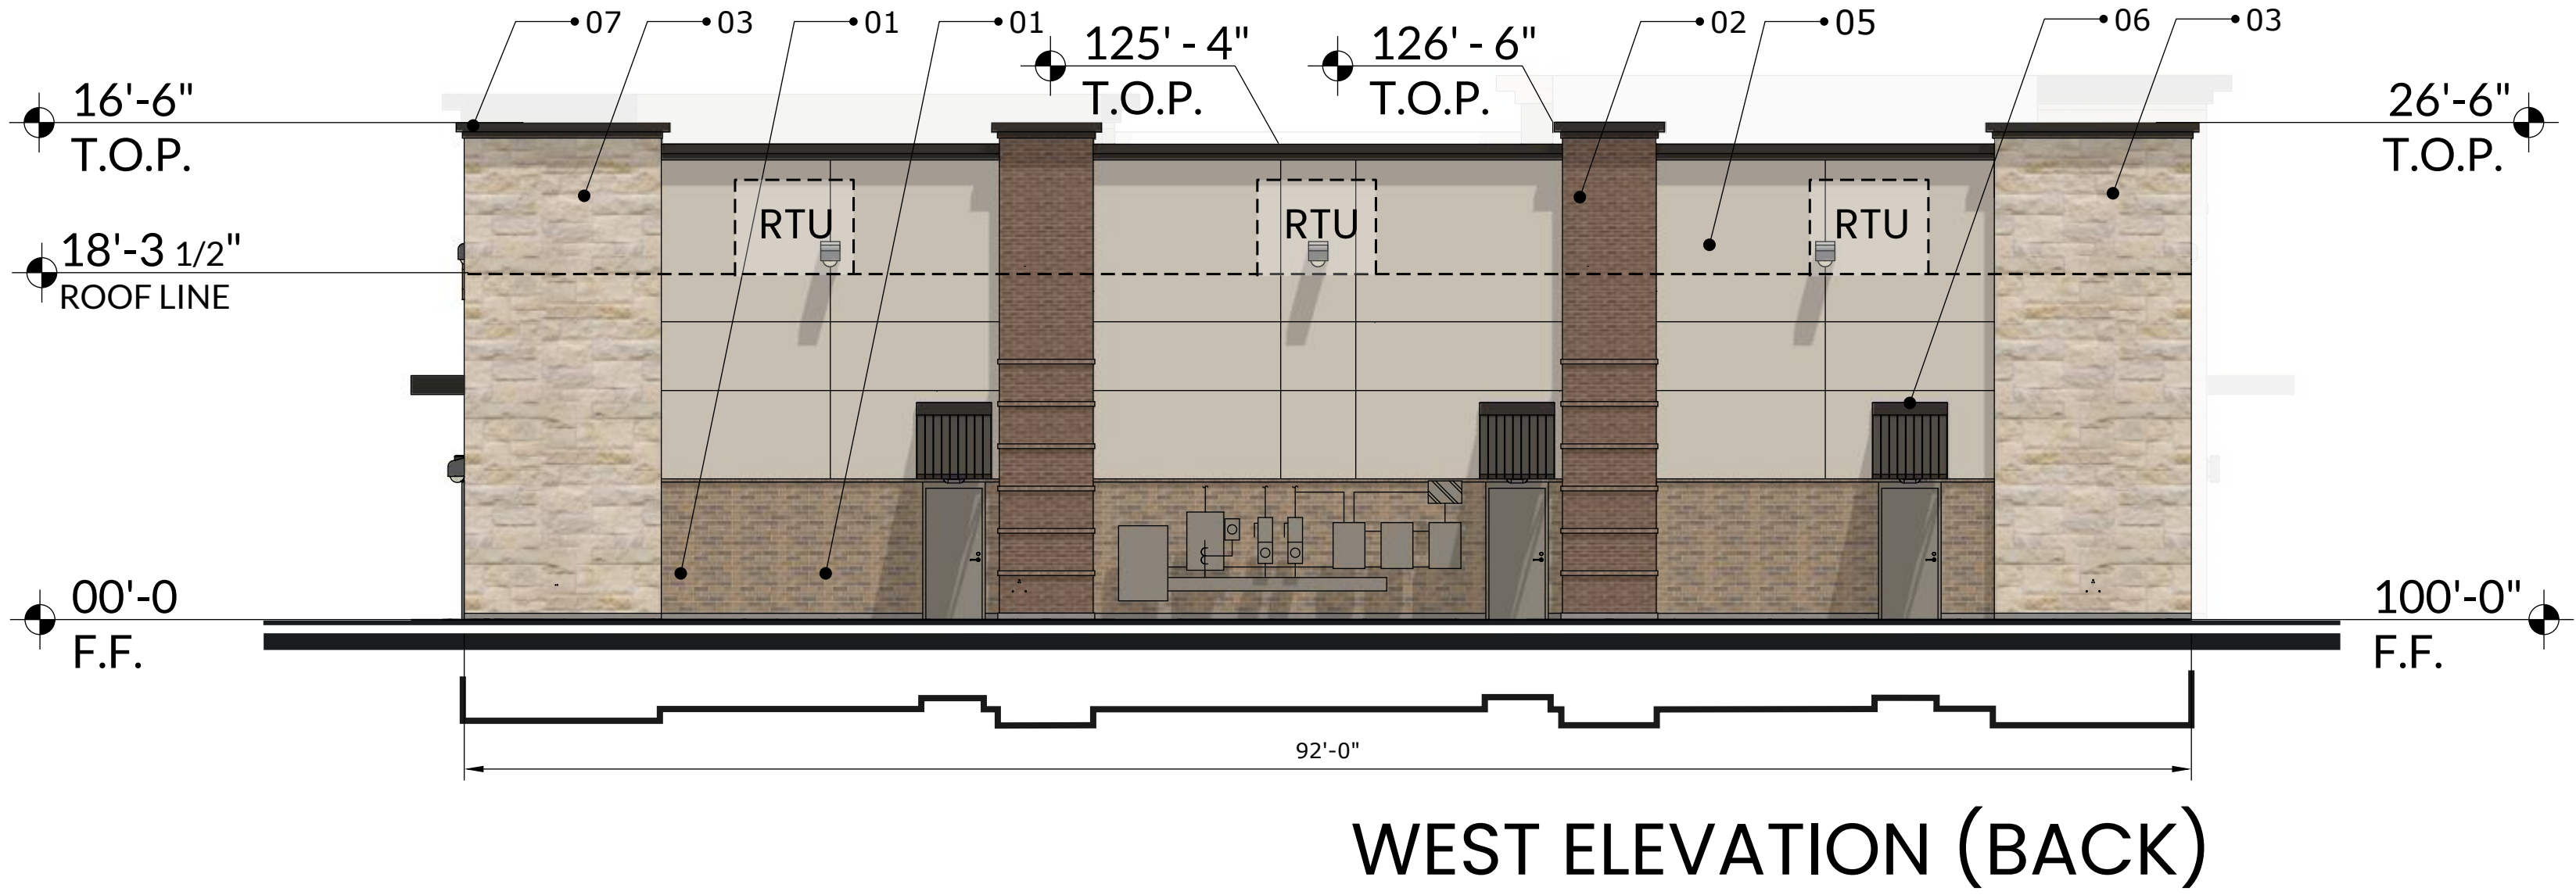 07
03
01
01
02
05
06
03
125' - 4"
T.O.P.
126' - 6"
T.O.P.
16'-6"
T.O.P.
26'-6"
T.O.P.
RTU
RTU
RTU
18'-3 1/2"
ROOF LINE
00'-0
F.F.
100'-0"
F.F.
92'-0"
WEST ELEVATION (BACK)